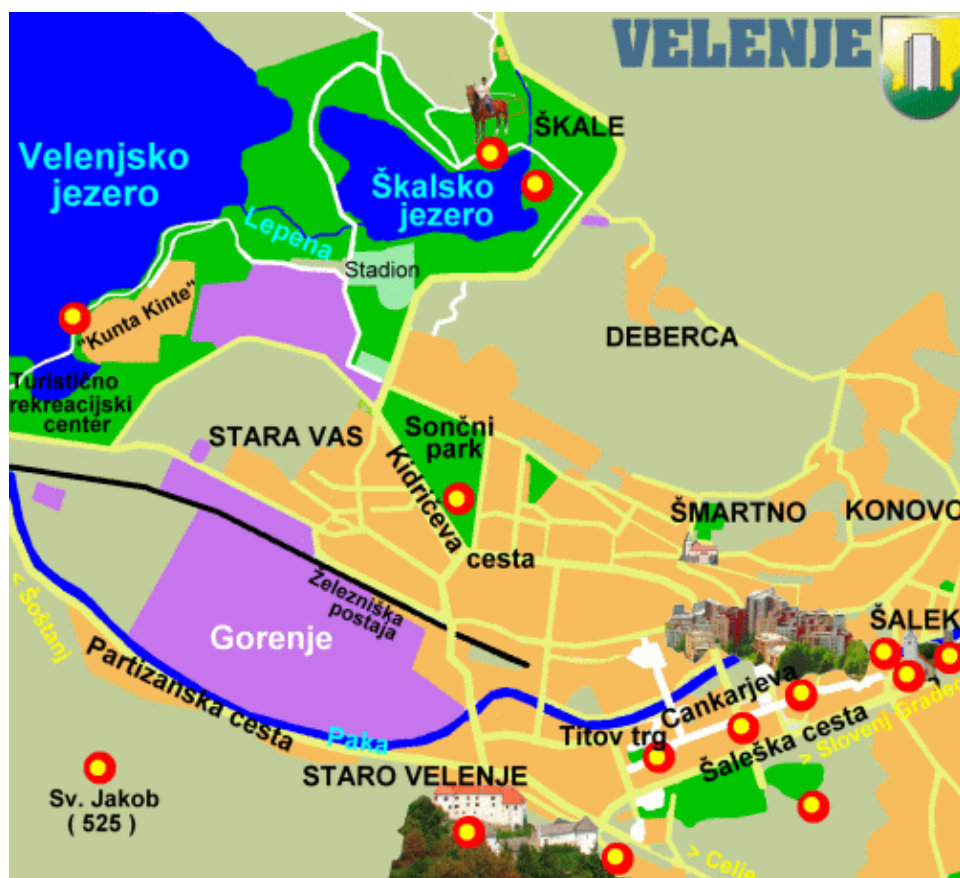 VELENJE
ŠKALE
Velenjsko
jezero
Škalsko
jezero
Lepena
Stadion
"Kunta Kinte"
DEBERCA
Turistično
rekreacijski
center
STARA VAS
Sončni
park
Kidričeva
cesta
ŠMARTNO
KONOVO
Železniška
postaja
< Šoštanj
Gorenje
ŠALEK
Partizanska cesta
Paka
Cankarjeva
Titov trg
Šaleška cesta
> Slovenj Gradec
STARO VELENJE
Sv. Jakob
( 525 )
> Celje